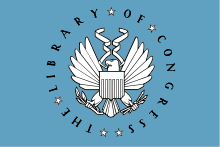 THE LIBRARY OF CONGRESS